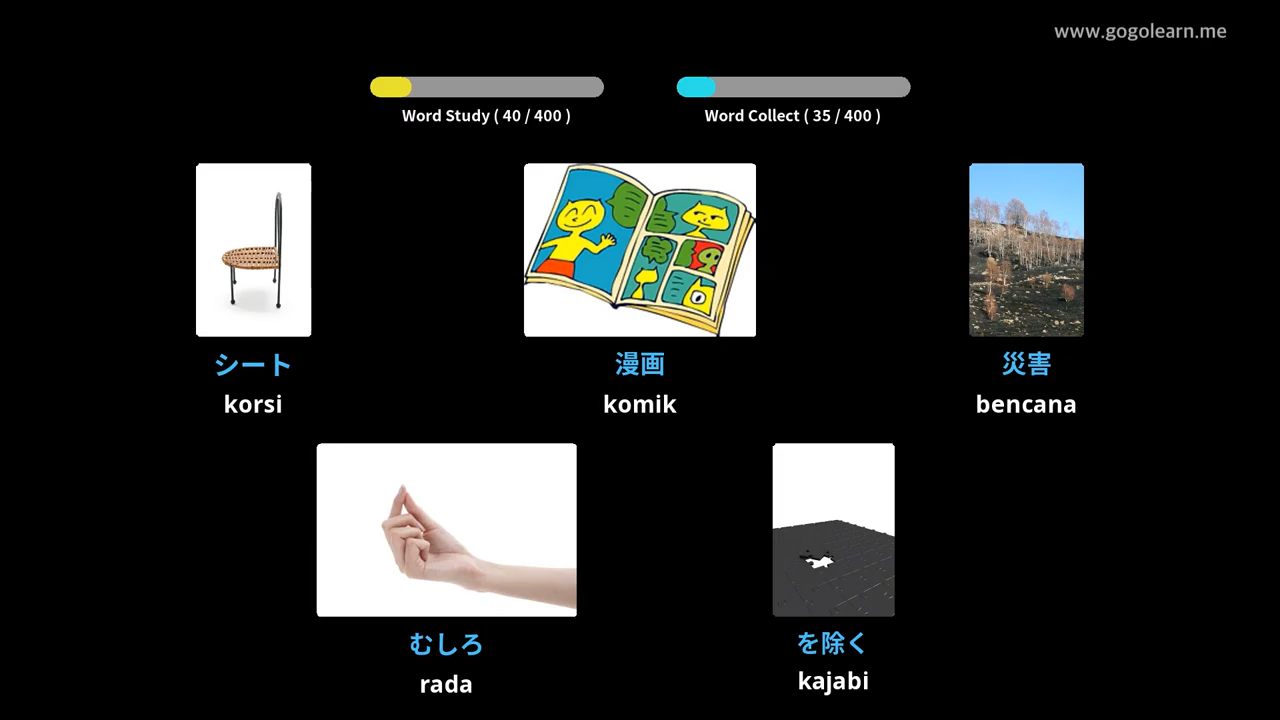 www.gogolearn.me
Word Study ( 40 / 400 )
Word Collect ( 35 / 400 )
シート
korsi
漫画
komik
災害
bencana
むしろ
rada
を除く
kajabi